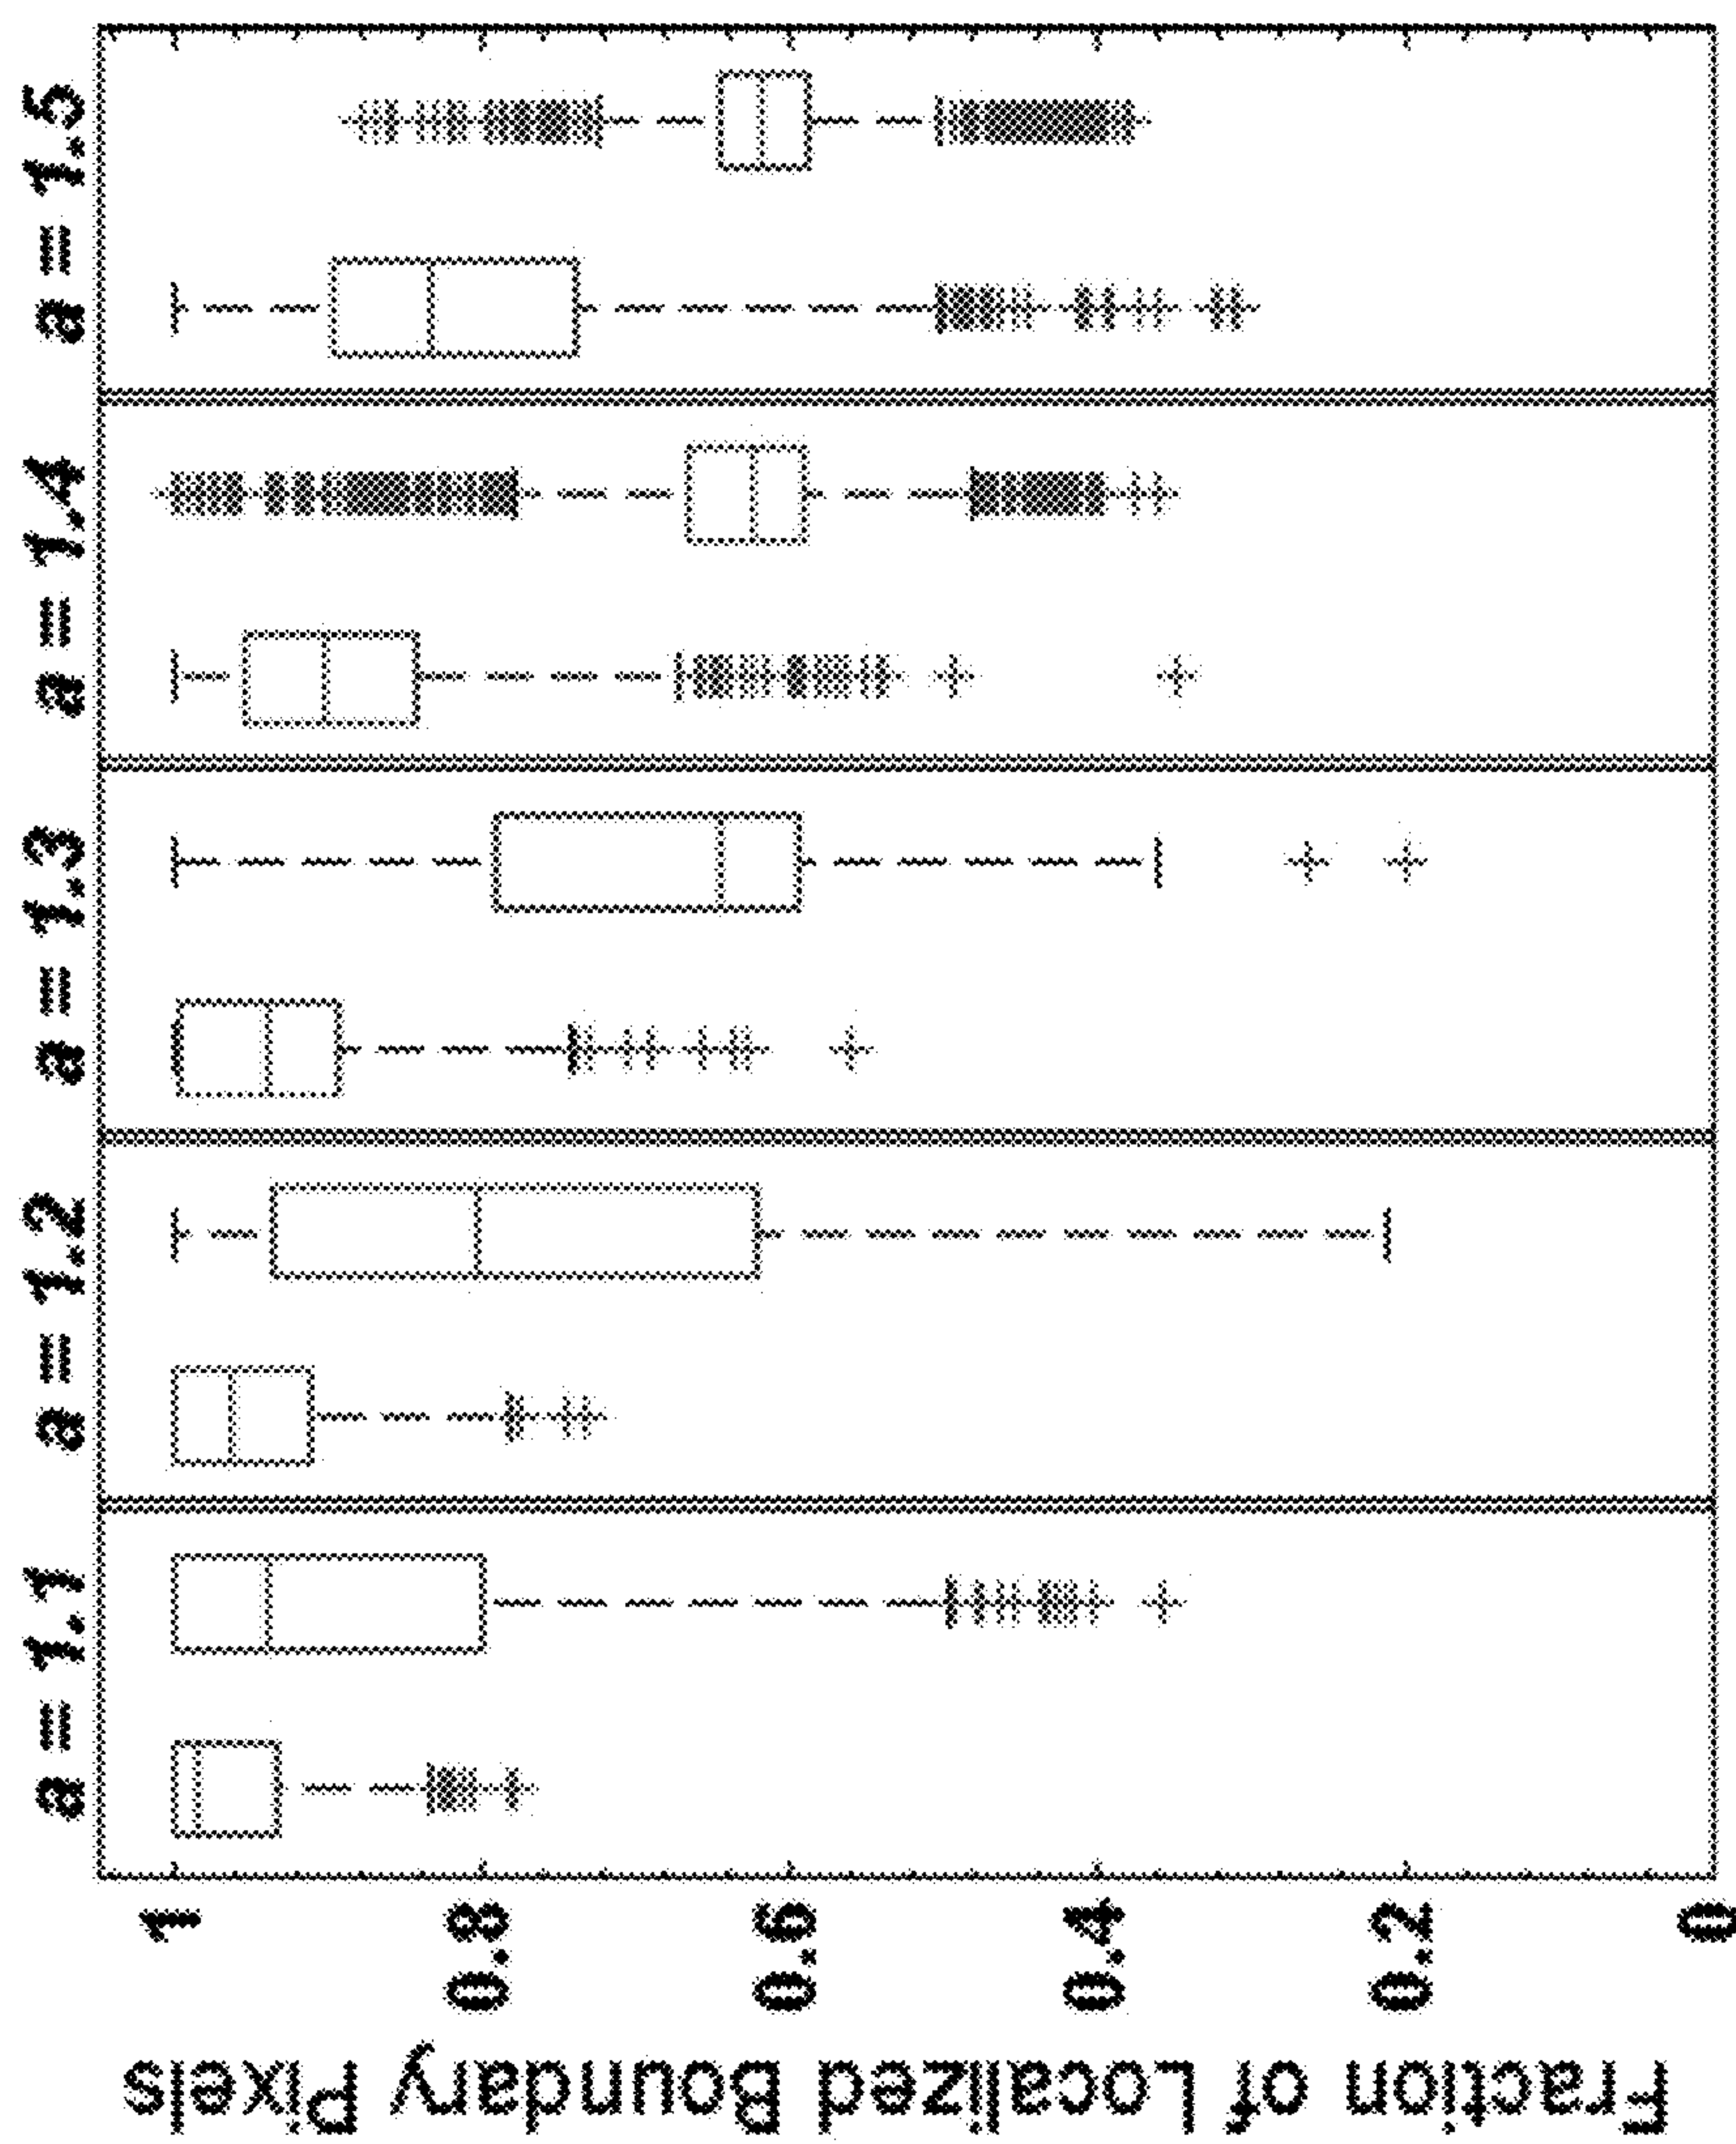 a = 1.1
a = 1.2
a = 1.3
a = 1.4
a = 1.5
1
0.8
0.6
0.4
0.2
0
Fraction of Localized Boundary Pixels